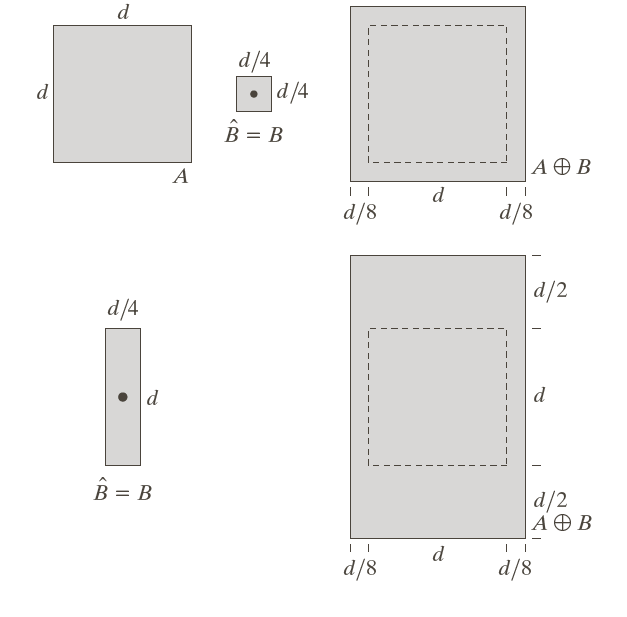 d
d
A
d/4
d/4
B̂ = B
A ⊕ B
d
d/8
d/8
d/4
d
B̂ = B
d/2
d
d/2
A ⊕ B
d
d/8
d/8